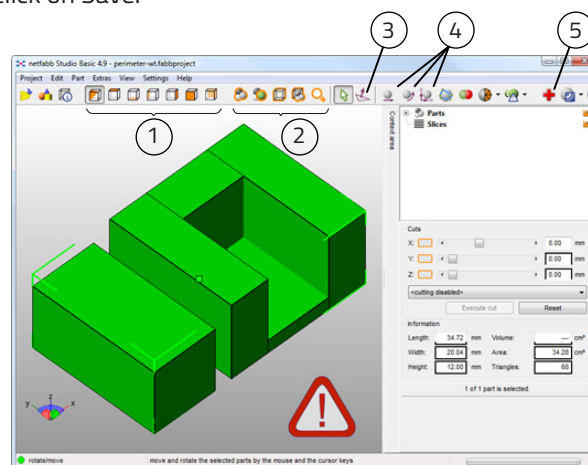 click on Save.
3
4
5
netfabb Studio Basic 4.9 - perimeter-wt.fabbproject
Project Edit Part Extras View Settings Help
1
2
Context area
Parts
Slices
Cuts
X: 0.00 mm
Y: 0.00 mm
Z: 0.00 mm
<cutting disabled>
Execute cut Reset
Information
Length: 34.72 mm Volume: --- cm³
Width: 20.04 mm Area: 34.28 cm²
Height: 12.00 mm Triangles: 68
1 of 1 part is selected.
z
y x
rotate/move move and rotate the selected parts by the mouse and the cursor keys